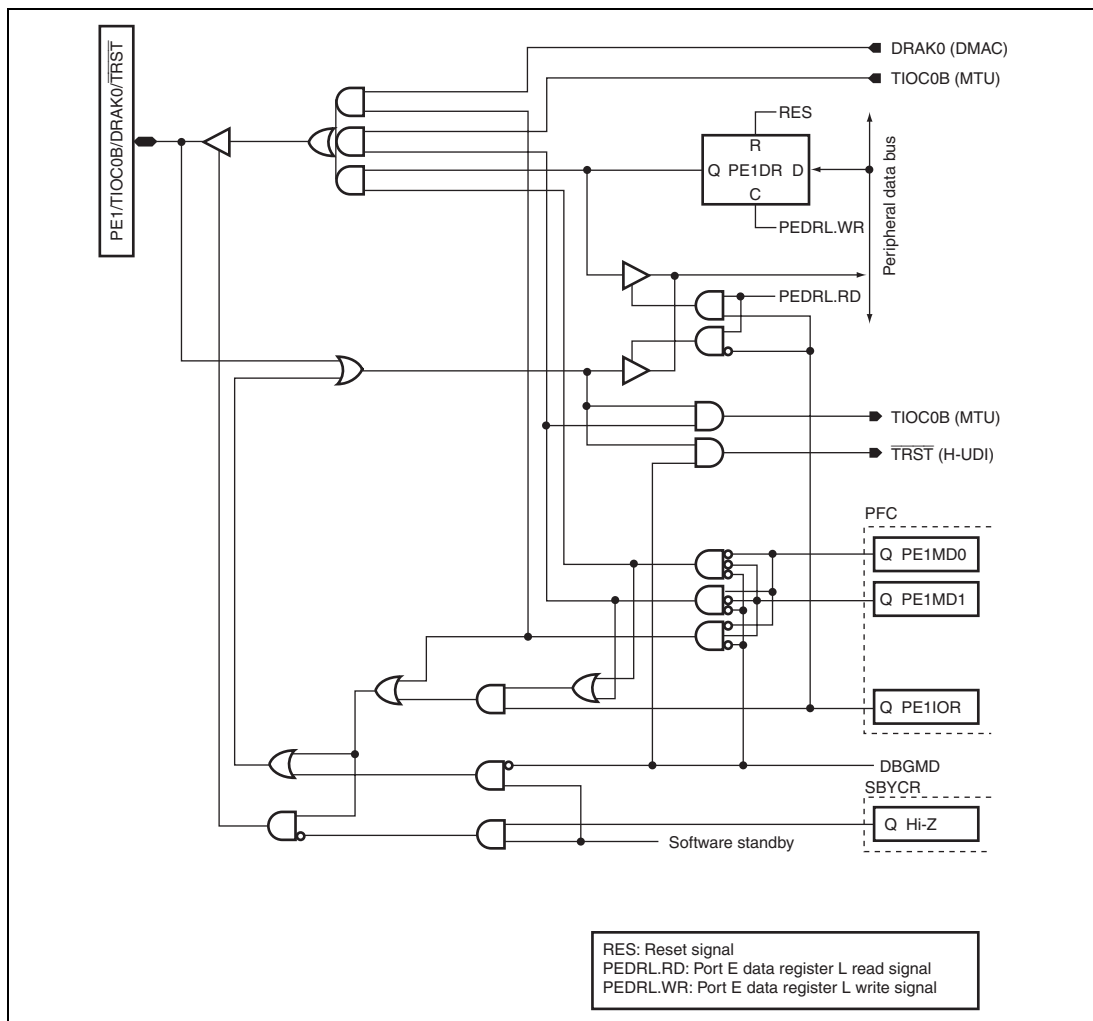 PE1/TIOC0B/DRAK0/T̅R̅S̅T̅
DRAK0 (DMAC)
TIOC0B (MTU)
RES
R
Q PE1DR D
C
PEDRL.WR
Peripheral data bus
PEDRL.RD
TIOC0B (MTU)
T̅R̅S̅T̅ (H-UDI)
PFC
Q PE1MD0
Q PE1MD1
Q PE1IOR
DBGMD
SBYCR
Q Hi-Z
Software standby
RES: Reset signal
PEDRL.RD: Port E data register L read signal
PEDRL.WR: Port E data register L write signal